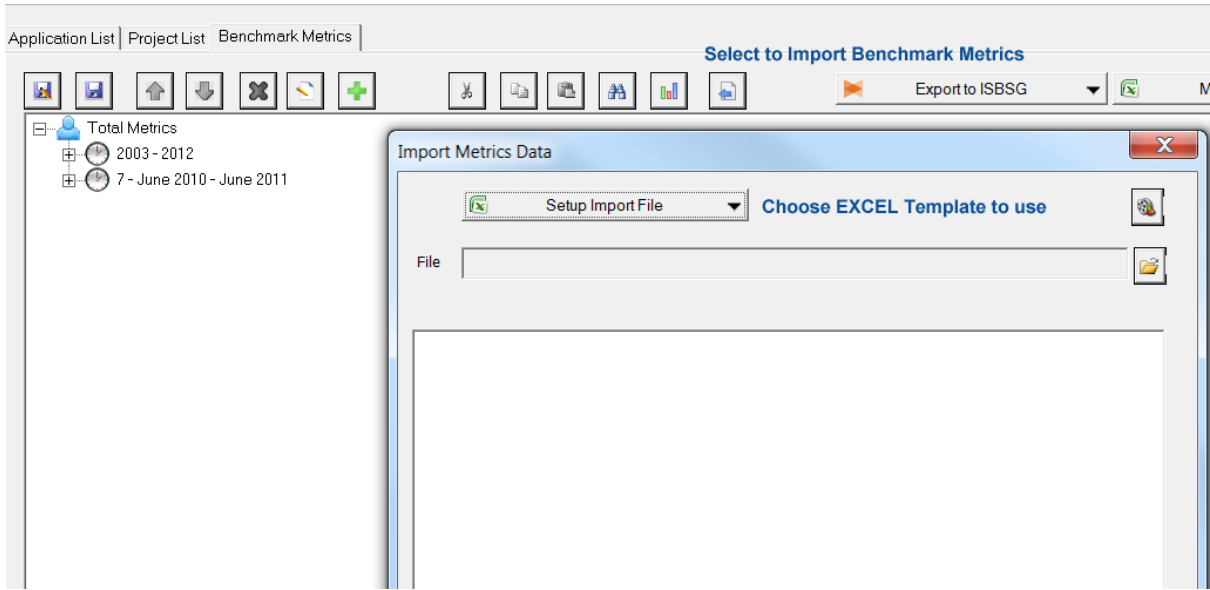 Application List Project List Benchmark Metrics
Select to Import Benchmark Metrics
Export to ISBSG
M
Total Metrics
2003 - 2012
7 - June 2010 - June 2011
Import Metrics Data
Setup Import File
Choose EXCEL Template to use
File